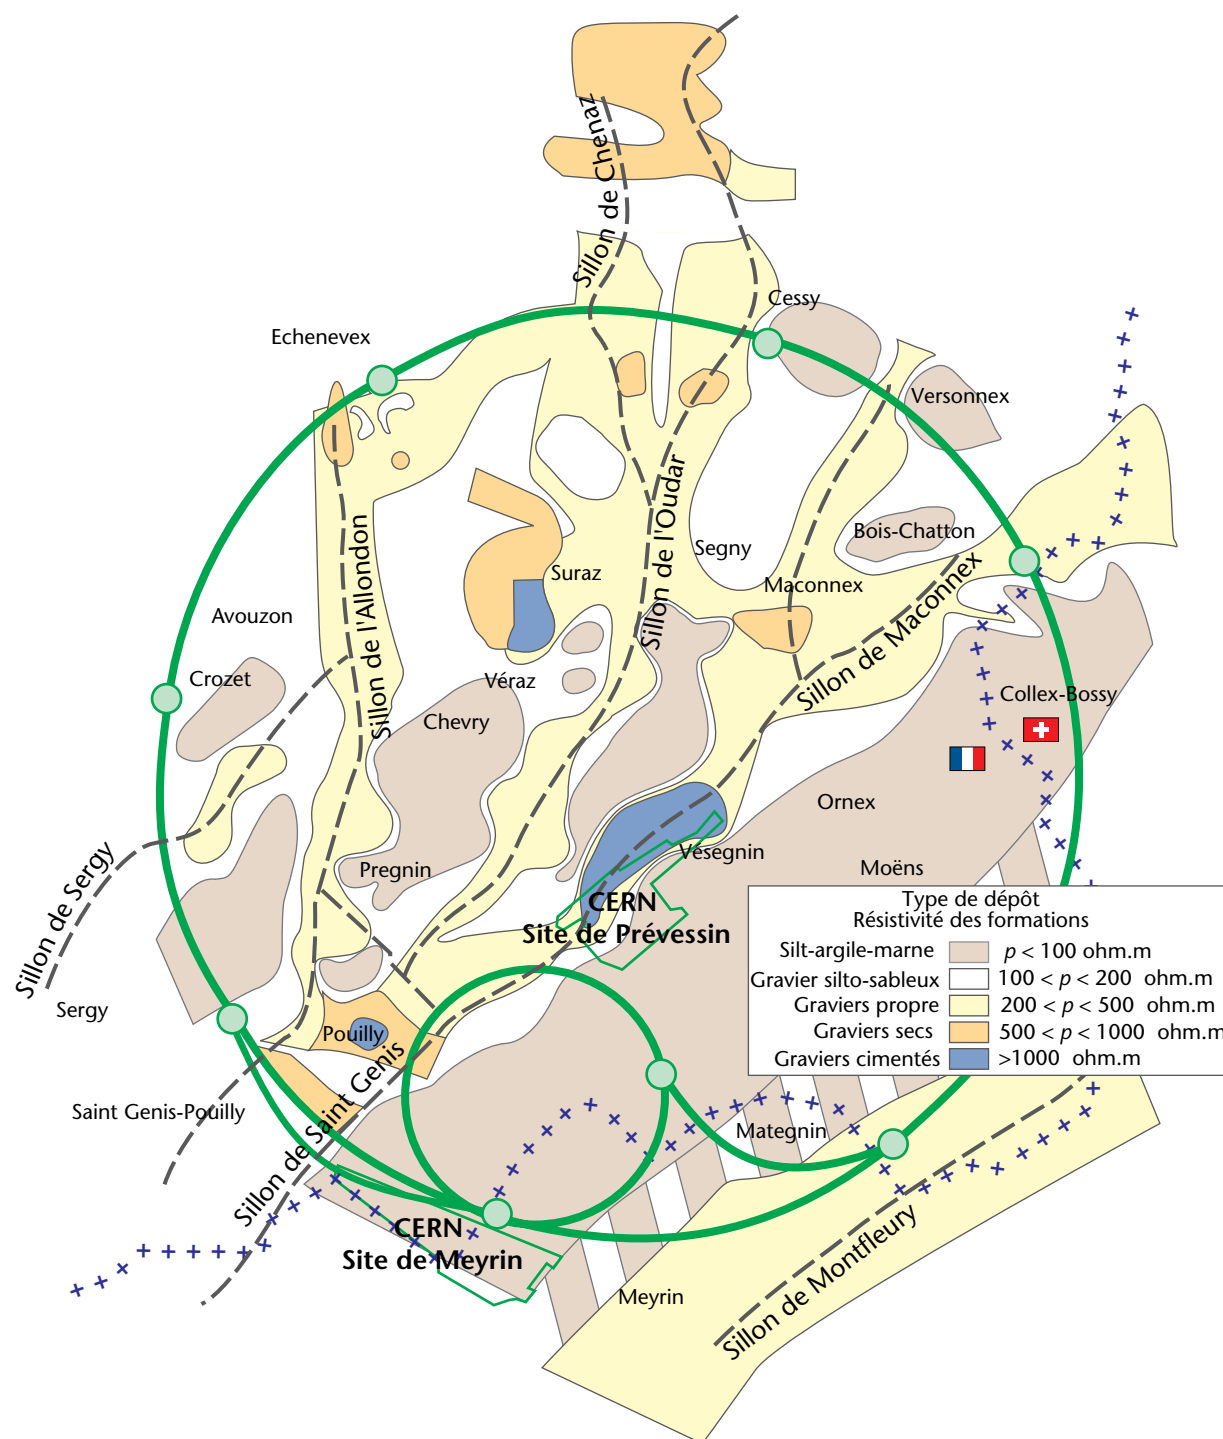 Sillon de Chenaz
Cessy
Echenevex
Versonnex
Sillon de l'Oudar
Bois-Chatton
Segny
Suraz
Maconnex
Sillon de l'Allondon
Avouzon
Sillon de Maconnex
Crozet
Véraz
Collex-Bossy
Chevry
Ornex
Vésegnin
Pregnin
Moëns
Sillon de Sergy
CERN
Site de Prévessin
Type de dépôt
Résistivité des formations
Silt-argile-marne p < 100 ohm.m
Gravier silto-sableux 100 < p < 200 ohm.m
Graviers propre 200 < p < 500 ohm.m
Graviers secs 500 < p < 1000 ohm.m
Graviers cimentés >1000 ohm.m
Sergy
Pouilly
Saint Genis-Pouilly
Sillon de Saint Genis
Mategnin
CERN
Site de Meyrin
Meyrin
Sillon de Montfleury